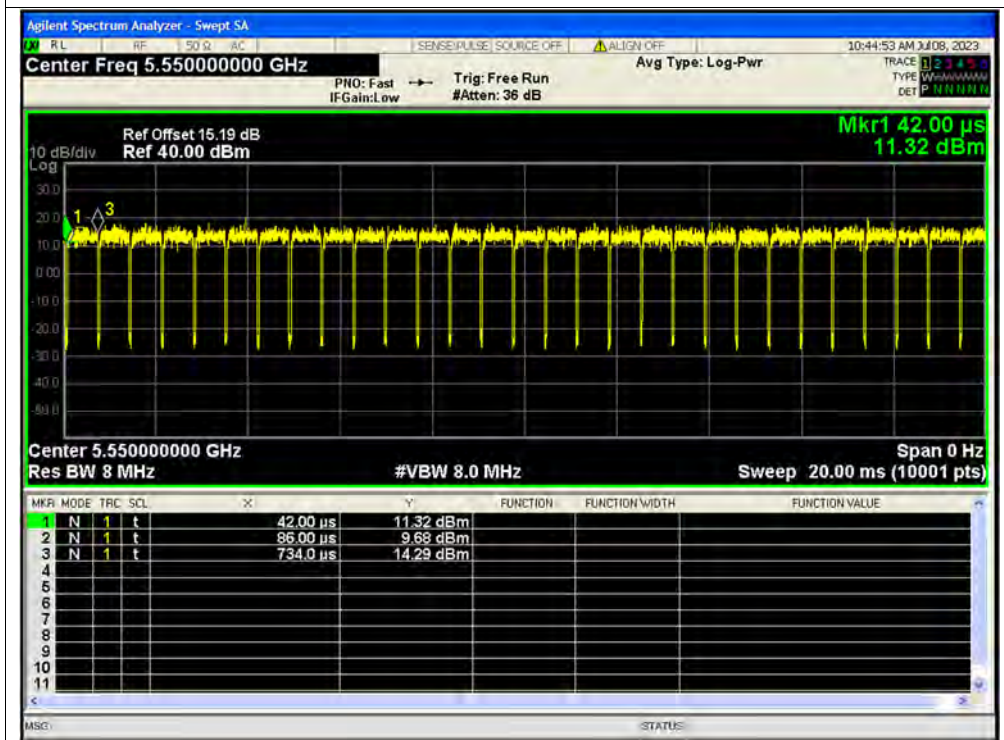 Agilent Spectrum Analyzer - Swept SA
RL RF 50 Ω AC SENSE:PULSE SOURCE OFF ALIGN OFF 10:44:53 AM Jul 08, 2023
Center Freq 5.550000000 GHz Avg Type: Log-Pwr TRACE 1 2 3 4 5 6
PNO: Fast Trig: Free Run TYPE
IFGain:Low #Atten: 36 dB DET P N N N N N
Mkr1 42.00 µs
Ref Offset 15.19 dB
10 dB/div Ref 40.00 dBm 11.32 dBm
Log
30.0
20.0 1 3
10.0
0.00
-10.0
-20.0
-30.0
-40.0
-50.0
Center 5.550000000 GHz Span 0 Hz
Res BW 8 MHz #VBW 8.0 MHz Sweep 20.00 ms (10001 pts)
MKR MODE TRC SCL X Y FUNCTION FUNCTION WIDTH FUNCTION VALUE
1 N 1 t 42.00 µs 11.32 dBm
2 N 1 t 86.00 µs 9.68 dBm
3 N 1 t 734.0 µs 14.29 dBm
4
5
6
7
8
9
10
11
MSG STATUS